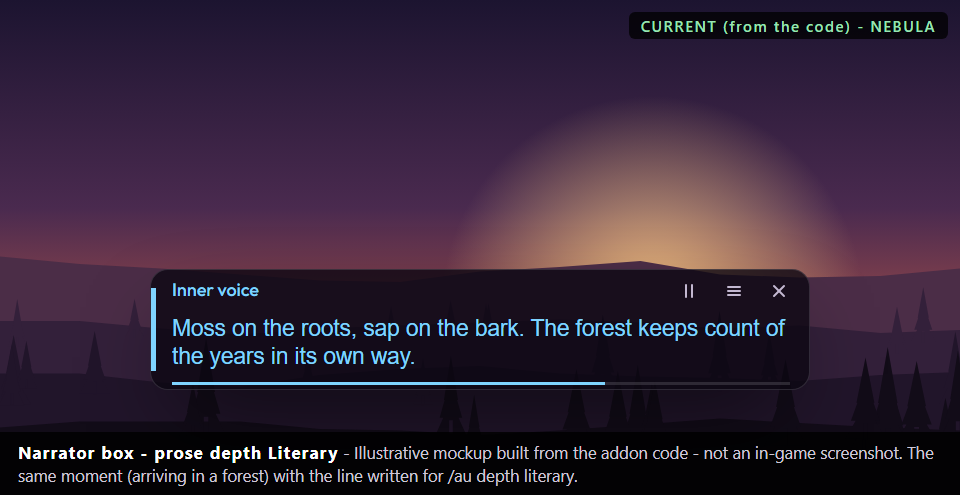 CURRENT (from the code) - NEBULA
Inner voice
Moss on the roots, sap on the bark. The forest keeps count of
the years in its own way.
Narrator box - prose depth Literary - Illustrative mockup built from the addon code - not an in-game screenshot. The
same moment (arriving in a forest) with the line written for /au depth literary.